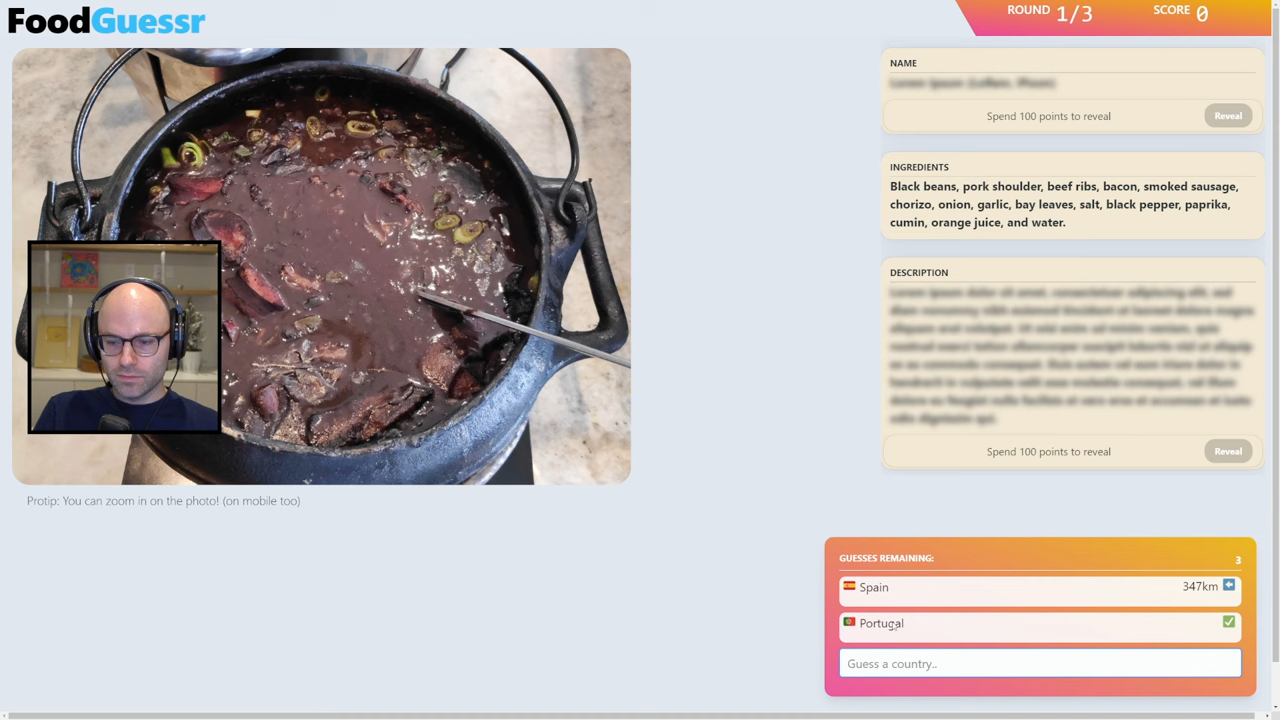 FoodGuessr
ROUND 1/3
SCORE 0
NAME
Spend 100 points to reveal
Reveal
INGREDIENTS
Black beans, pork shoulder, beef ribs, bacon, smoked sausage,
chorizo, onion, garlic, bay leaves, salt, black pepper, paprika,
cumin, orange juice, and water.
DESCRIPTION
Spend 100 points to reveal
Reveal
Protip: You can zoom in on the photo! (on mobile too)
GUESSES REMAINING: 3
Spain 347km
Portugal
Guess a country..